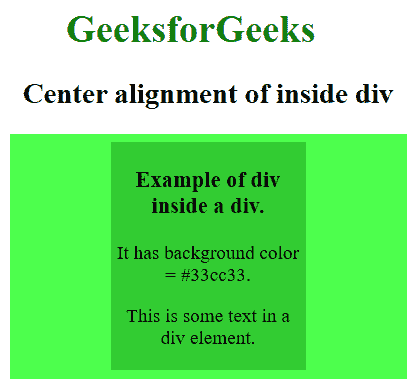 GeeksforGeeks
Center alignment of inside div
Example of div
inside a div.
It has background color
= #33cc33.
This is some text in a
div element.